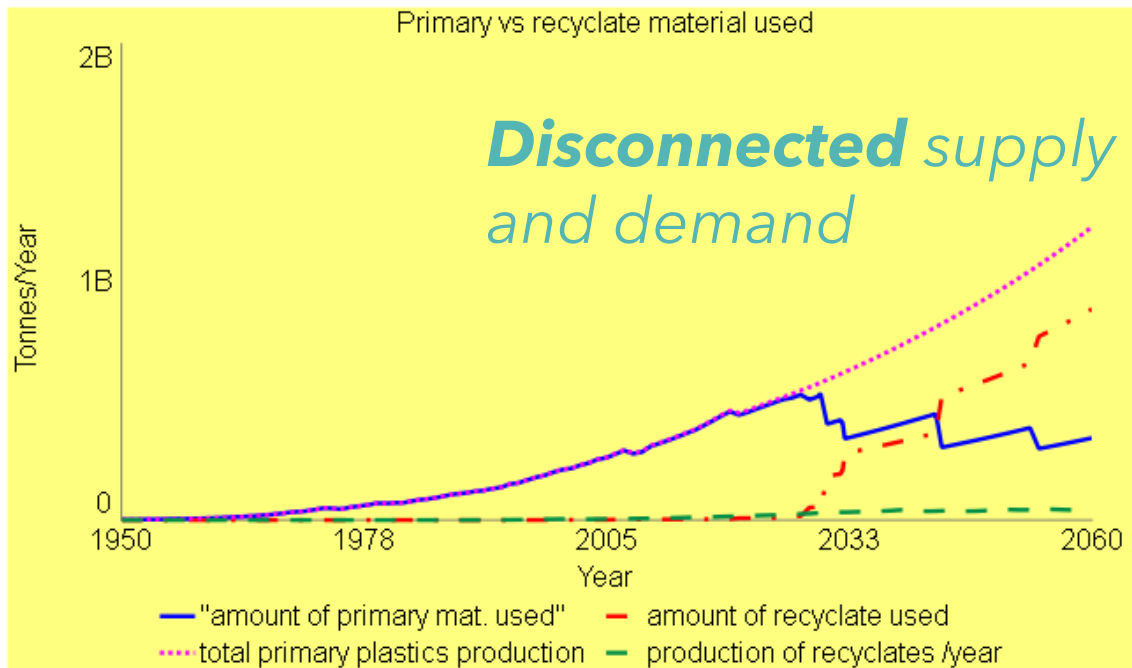 Primary vs recyclate material used
2B
Disconnected supply
and demand
Tonnes/Year
1B
0
1950 1978 2005 2033 2060
Year
"amount of primary mat. used" amount of recyclate used
total primary plastics production production of recyclates /year